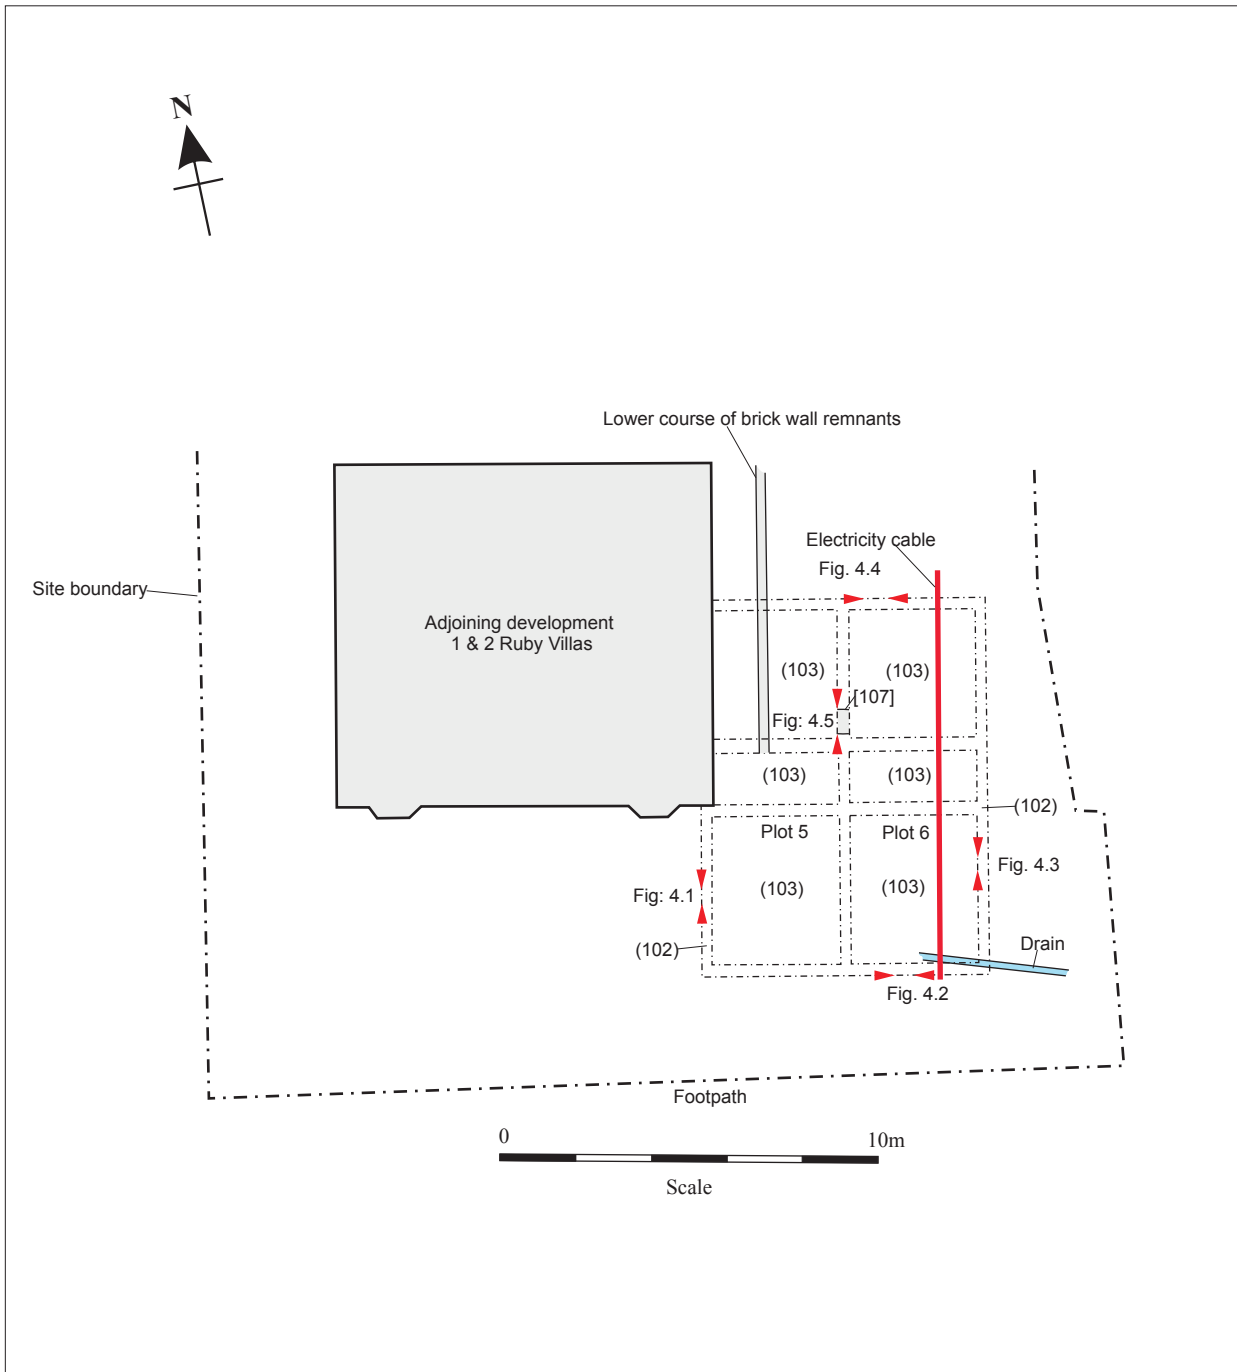 N
Lower course of brick wall remnants
Electricity cable
Fig. 4.4
Site boundary
Adjoining development
1 & 2 Ruby Villas
(103)
(103)
[107]
Fig: 4.5
(103)
(103)
(102)
Plot 5
Plot 6
Fig. 4.3
Fig: 4.1
(103)
(103)
(102)
Drain
Fig. 4.2
Footpath
0
10m
Scale